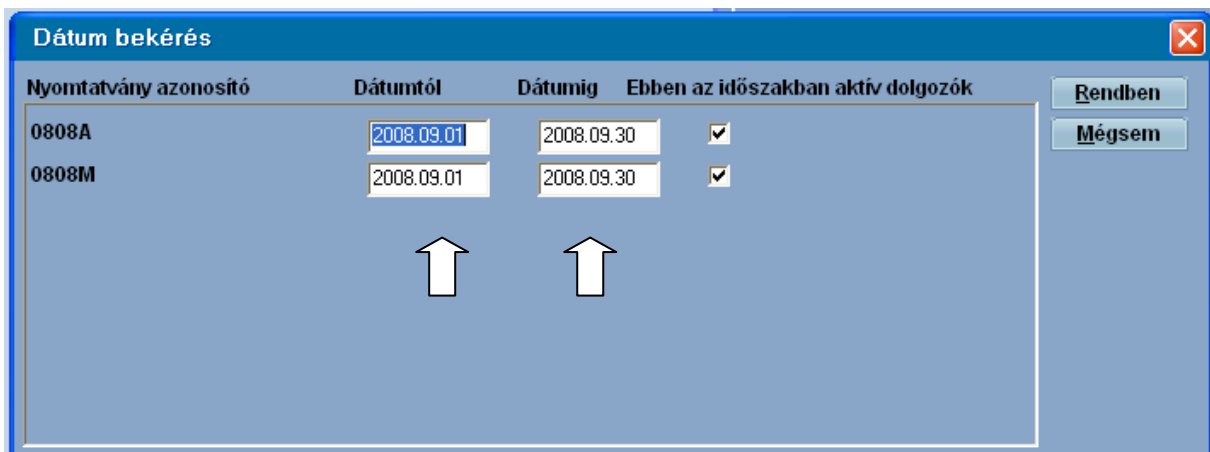 Dátum bekérés
Nyomtatvány azonosító Dátumtól Dátumig Ebben az időszakban aktív dolgozók
Rendben
0808A 2008.09.01 2008.09.30
Mégsem
0808M 2008.09.01 2008.09.30